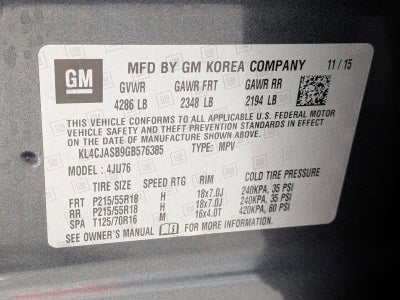 GM MFD BY GM KOREA COMPANY 11/15
GVWR GAWR FRT GAWR RR
4286 LB 2348 LB 2194 LB
THIS VEHICLE CONFORMS TO ALL APPLICABLE U.S. FEDERAL MOTOR
VEHICLE SAFETY AND THEFT PREVENTION STANDARDS IN EFFECT
ON THE DATE OF MANUFACTURE SHOWN ABOVE.
KL4CJASB9GB576385 TYPE: MPV
MODEL: 4JU76
TIRE SIZE SPEED RTG RIM COLD TIRE PRESSURE
FRT P215/55R18 H 18x7.0J 240KPA, 35 PSI
RR P215/55R18 H 18x7.0J 240KPA, 35 PSI
SPA T125/70R16 M 16x4.0T 420KPA, 60 PSI
SEE OWNER'S MANUAL FOR MORE INFORMATION.